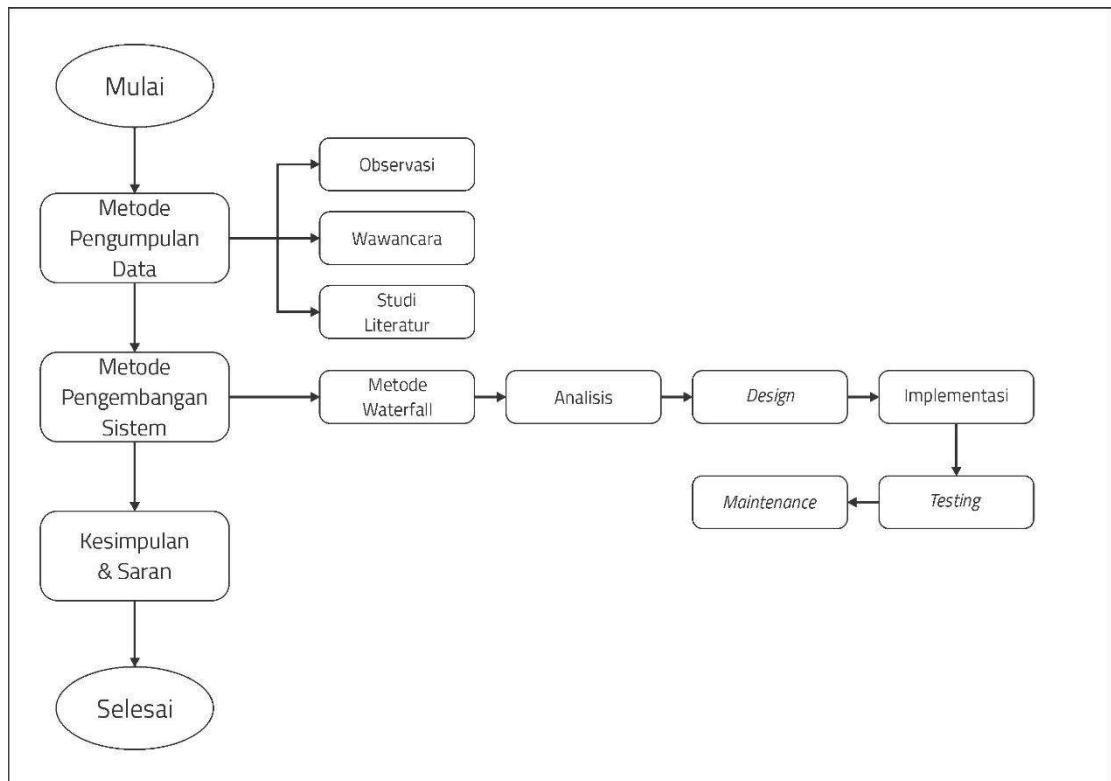 Mulai
Observasi
Metode
Pengumpulan
Data
Wawancara
Studi
Literatur
Metode
Pengembangan
Sistem
Metode
Waterfall
Analisis
Design
Implementasi
Maintenance
Testing
Kesimpulan
& Saran
Selesai